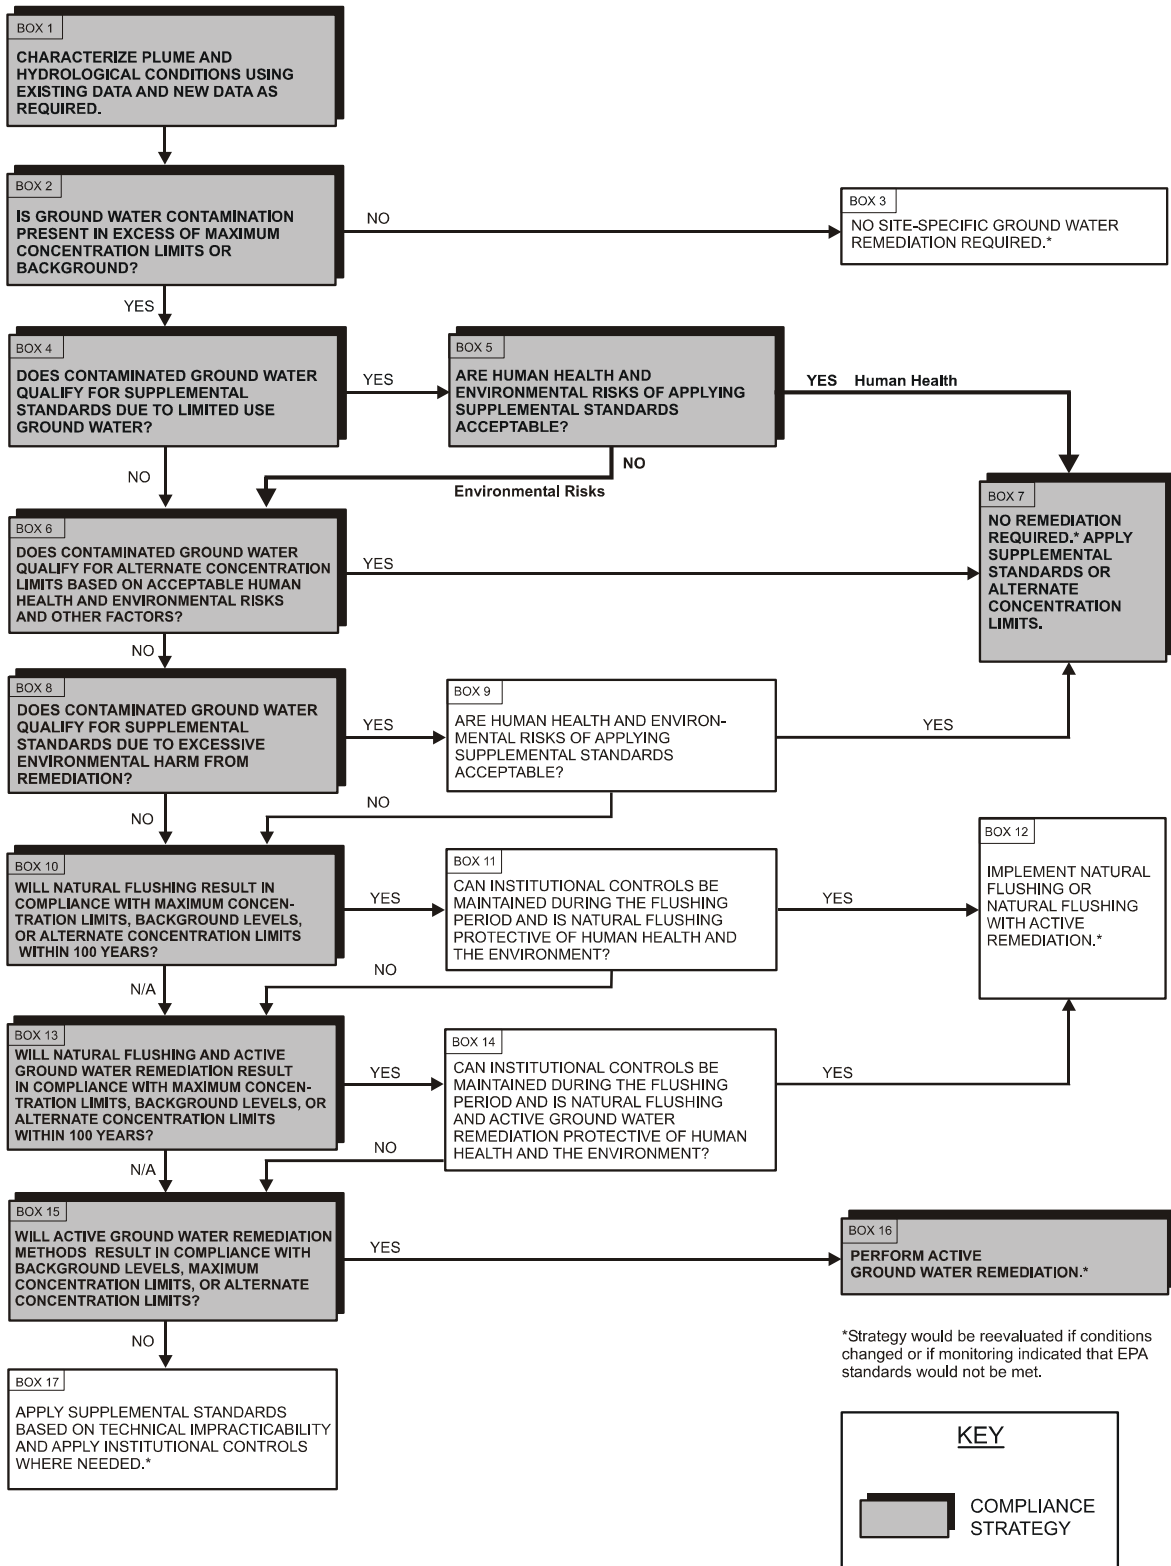 BOX 1
CHARACTERIZE PLUME AND
HYDROLOGICAL CONDITIONS USING
EXISTING DATA AND NEW DATA AS
REQUIRED.
BOX 2
IS GROUND WATER CONTAMINATION
PRESENT IN EXCESS OF MAXIMUM
CONCENTRATION LIMITS OR
BACKGROUND?
NO
BOX 3
NO SITE-SPECIFIC GROUND WATER
REMEDIATION REQUIRED.*
YES
BOX 4
DOES CONTAMINATED GROUND WATER
QUALIFY FOR SUPPLEMENTAL
STANDARDS DUE TO LIMITED USE
GROUND WATER?
YES
BOX 5
ARE HUMAN HEALTH AND
ENVIRONMENTAL RISKS OF APPLYING
SUPPLEMENTAL STANDARDS
ACCEPTABLE?
YES Human Health
NO
NO
Environmental Risks
BOX 6
DOES CONTAMINATED GROUND WATER
QUALIFY FOR ALTERNATE CONCENTRATION
LIMITS BASED ON ACCEPTABLE HUMAN
HEALTH AND ENVIRONMENTAL RISKS
AND OTHER FACTORS?
YES
BOX 7
NO REMEDIATION
REQUIRED.* APPLY
SUPPLEMENTAL
STANDARDS OR
ALTERNATE
CONCENTRATION
LIMITS.
NO
BOX 8
DOES CONTAMINATED GROUND WATER
QUALIFY FOR SUPPLEMENTAL
STANDARDS DUE TO EXCESSIVE
ENVIRONMENTAL HARM FROM
REMEDIATION?
YES
BOX 9
ARE HUMAN HEALTH AND ENVIRON-
MENTAL RISKS OF APPLYING
SUPPLEMENTAL STANDARDS
ACCEPTABLE?
YES
NO
NO
BOX 10
WILL NATURAL FLUSHING RESULT IN
COMPLIANCE WITH MAXIMUM CONCEN-
TRATION LIMITS, BACKGROUND LEVELS,
OR ALTERNATE CONCENTRATION LIMITS
WITHIN 100 YEARS?
YES
BOX 11
CAN INSTITUTIONAL CONTROLS BE
MAINTAINED DURING THE FLUSHING
PERIOD AND IS NATURAL FLUSHING
PROTECTIVE OF HUMAN HEALTH AND
THE ENVIRONMENT?
YES
BOX 12
IMPLEMENT NATURAL
FLUSHING OR
NATURAL FLUSHING
WITH ACTIVE
REMEDIATION.*
N/A
NO
BOX 13
WILL NATURAL FLUSHING AND ACTIVE
GROUND WATER REMEDIATION RESULT
IN COMPLIANCE WITH MAXIMUM CONCEN-
TRATION LIMITS, BACKGROUND LEVELS, OR
ALTERNATE CONCENTRATION LIMITS
WITHIN 100 YEARS?
YES
BOX 14
CAN INSTITUTIONAL CONTROLS BE
MAINTAINED DURING THE FLUSHING
PERIOD AND IS NATURAL FLUSHING
AND ACTIVE GROUND WATER
REMEDIATION PROTECTIVE OF HUMAN
HEALTH AND THE ENVIRONMENT?
YES
N/A
NO
BOX 15
WILL ACTIVE GROUND WATER REMEDIATION
METHODS RESULT IN COMPLIANCE WITH
BACKGROUND LEVELS, MAXIMUM
CONCENTRATION LIMITS, OR ALTERNATE
CONCENTRATION LIMITS?
YES
BOX 16
PERFORM ACTIVE
GROUND WATER REMEDIATION.*
NO
BOX 17
APPLY SUPPLEMENTAL STANDARDS
BASED ON TECHNICAL IMPRACTICABILITY
AND APPLY INSTITUTIONAL CONTROLS
WHERE NEEDED.*
*Strategy would be reevaluated if conditions
changed or if monitoring indicated that EPA
standards would not be met.
KEY
COMPLIANCE
STRATEGY